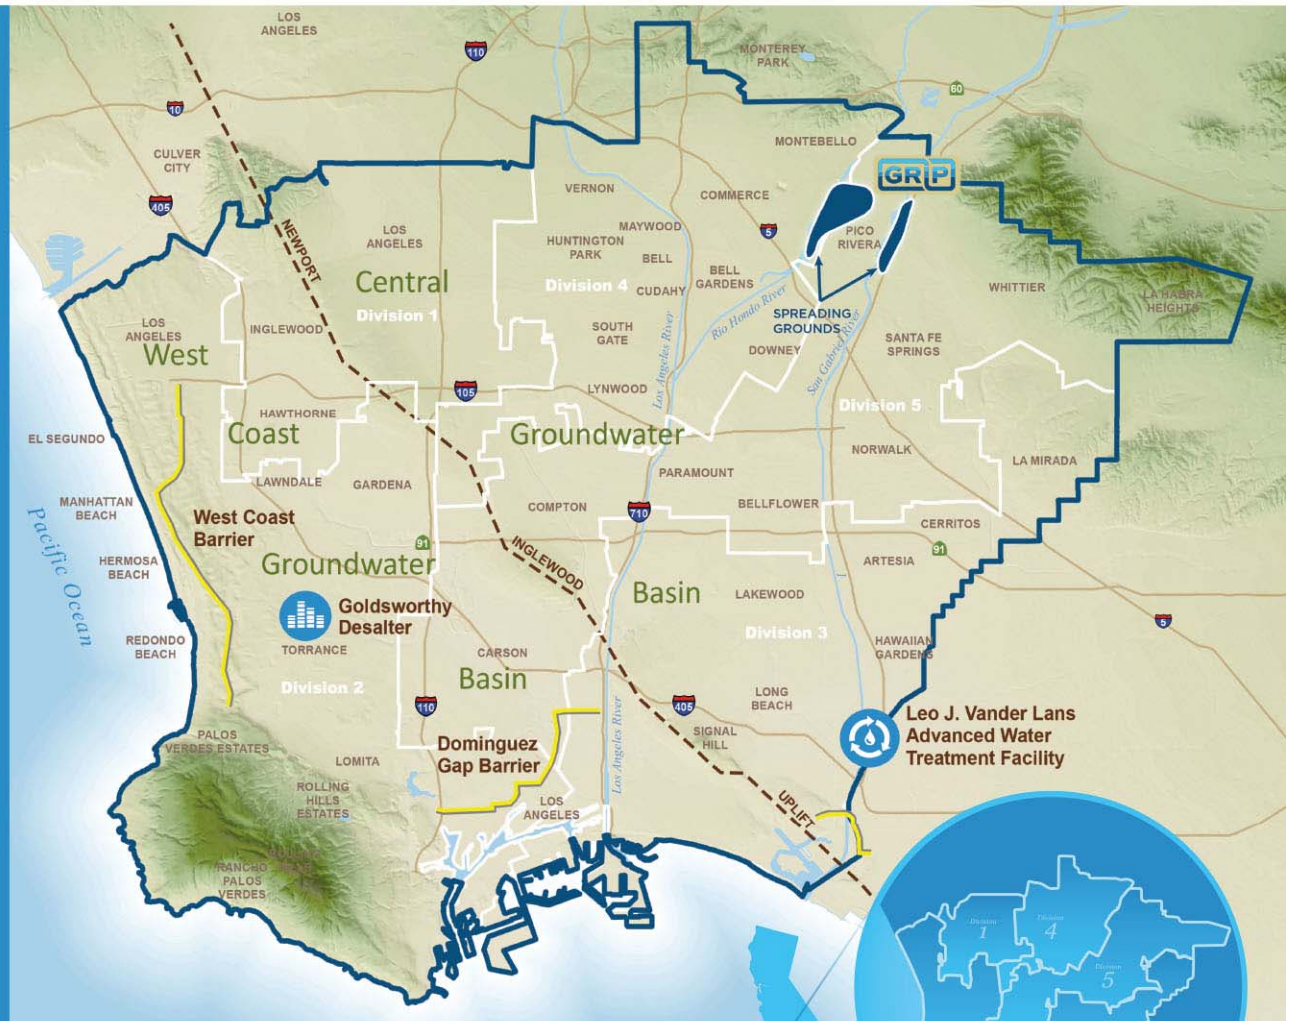 LOS
ANGELES
110
MONTEREY
PARK
60
10
MONTEBELLO
CULVER
CITY
GRIP
VERNON
COMMERCE
405
NEWPORT
LOS
ANGELES
MAYWOOD
5
PICO
RIVERA
HUNTINGTON
PARK
BELL
BELL
GARDENS
Central
Division 4
CUDAHY
WHITTIER
LA HABRA
HEIGHTS
Rio Hondo River
SPREADING
GROUNDS
Division 1
LOS
ANGELES
INGLEWOOD
SOUTH
GATE
Los Angeles River
DOWNEY
San Gabriel River
SANTA FE
SPRINGS
West
105
LYNWOOD
Division 5
HAWTHORNE
Coast
Groundwater
EL SEGUNDO
NORWALK
LA MIRADA
PARAMOUNT
LAWNDALE
GARDENA
MANHATTAN
BEACH
COMPTON
710
BELLFLOWER
West Coast
Barrier
CERRITOS
Pacific Ocean
91
INGLEWOOD
91
HERMOSA
BEACH
Groundwater
ARTESIA
Basin
LAKEWOOD
Goldsworthy
Desalter
5
Division 3
REDONDO
BEACH
TORRANCE
CARSON
HAWAIIAN
GARDENS
Basin
Division 2
LONG
BEACH
110
405
Los Angeles River
Leo J. Vander Lans
Advanced Water
Treatment Facility
PALOS
VERDES ESTATES
SIGNAL
HILL
Dominguez
Gap Barrier
LOMITA
ROLLING
HILLS
ESTATES
LOS
ANGELES
UPLIFT
RANCHO
PALOS
VERDES
Division
1
Division
4
Division
5